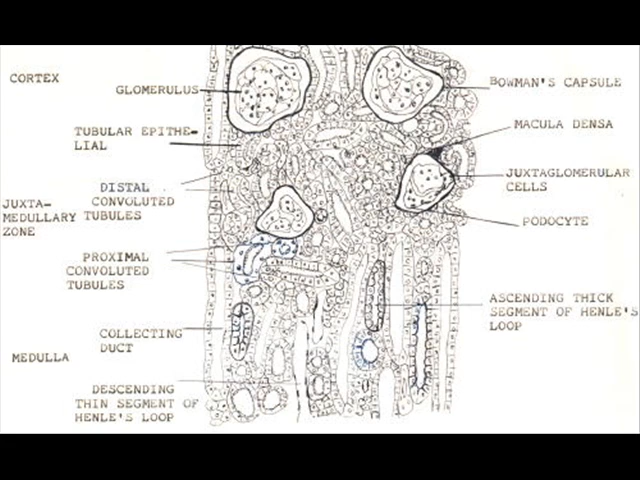 CORTEX
GLOMERULUS
BOWMAN'S CAPSULE
MACULA DENSA
TUBULAR EPITHE-
LIAL
JUXTAGLOMERULAR
CELLS
DISTAL
CONVOLUTED
TUBULES
JUXTA-
MEDULLARY
ZONE
PODOCYTE
PROXIMAL
CONVOLUTED
TUBULES
ASCENDING THICK
SEGMENT OF HENLE'S
LOOP
COLLECTING
DUCT
MEDULLA
DESCENDING
THIN SEGMENT OF
HENLE'S LOOP